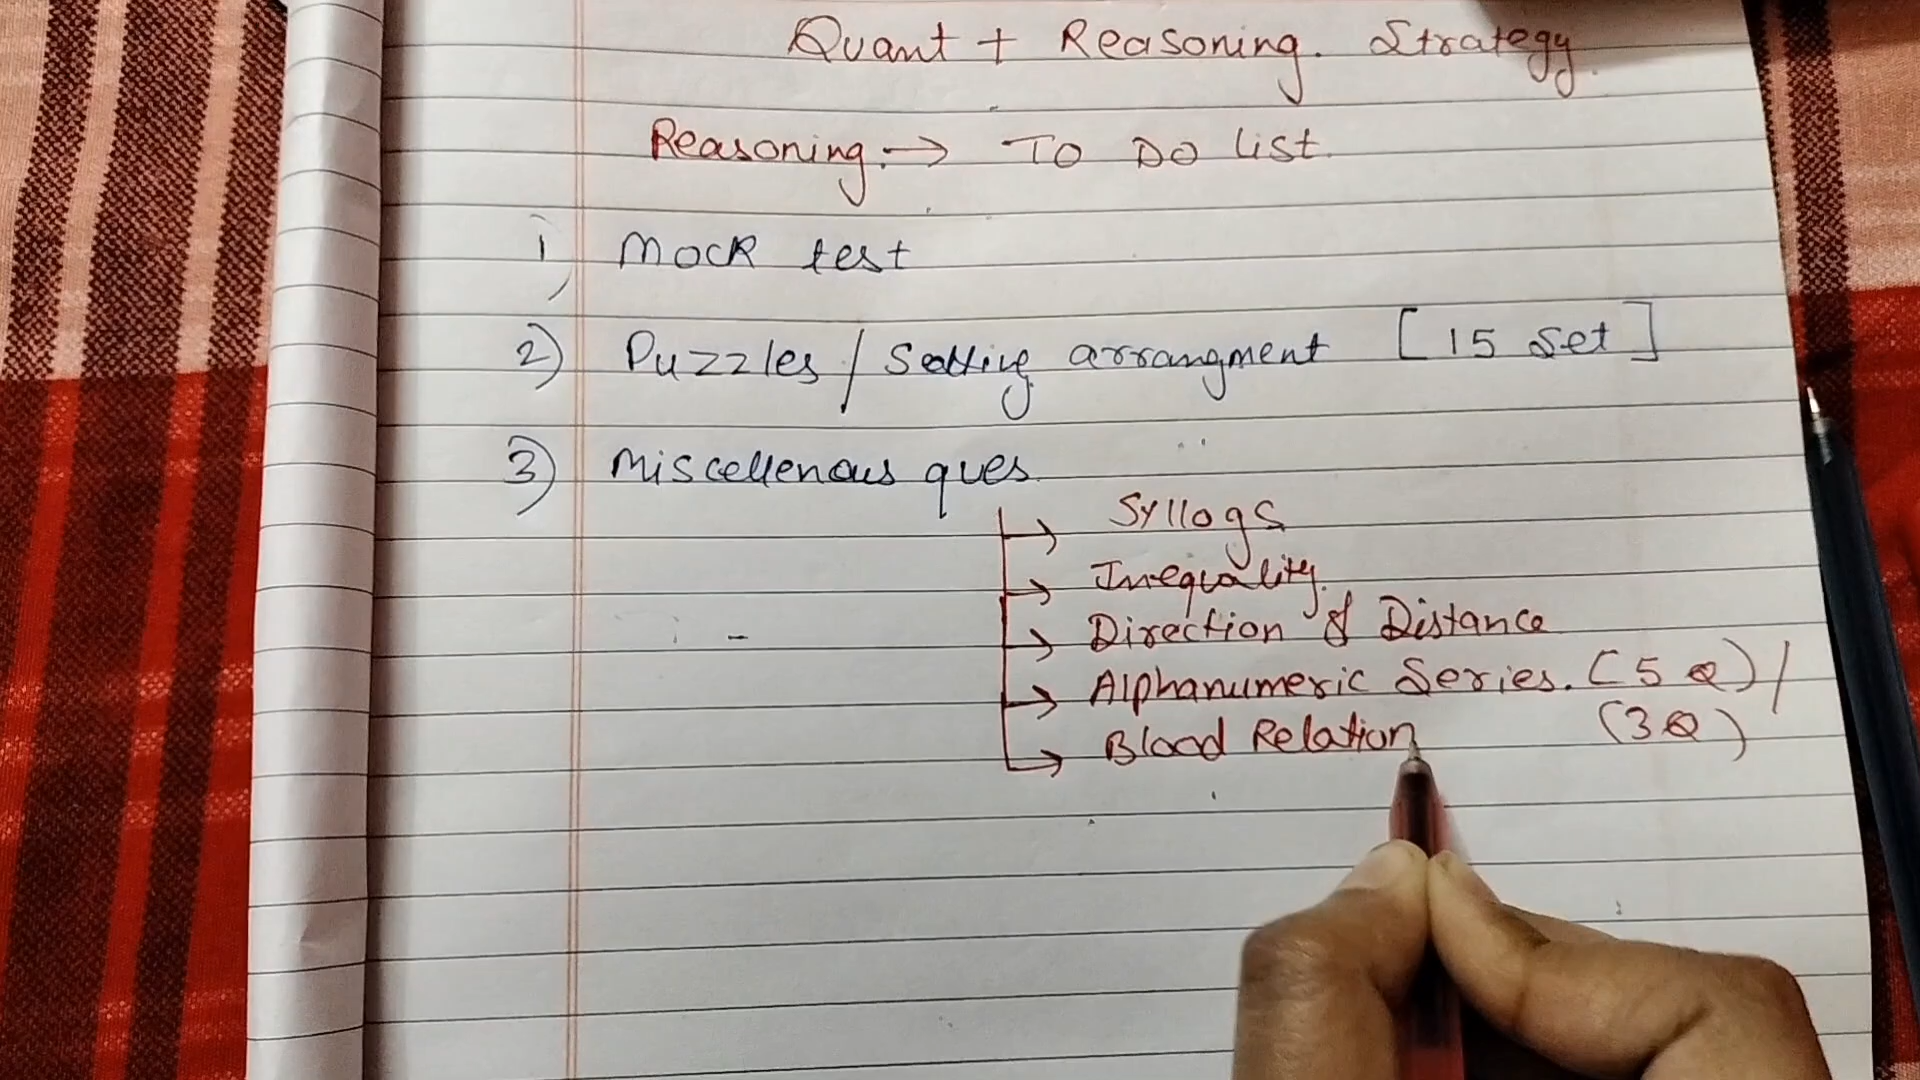 Quant + Reasoning. Strategy.
Reasoning. → To Do list.
1) Mock test
2) Puzzles / Seating arrangment [15 Set]
3) Miscellenous ques.
→ Syllogs
→ Inequality.
→ Direction & Distance
→ Alphanumeric Series. (5 Q) /
(3Q)
→ Blood Relation